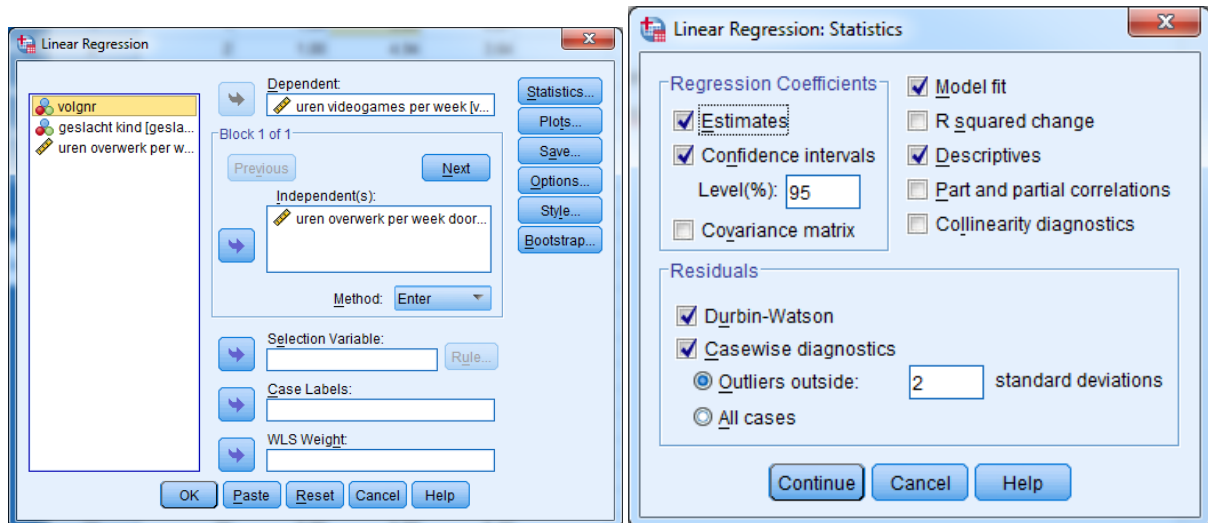 Linear Regression
volgnr
geslacht kind [gesla...
uren overwerk per w...
Dependent:
uren videogames per week [v...
Block 1 of 1
Previous
Next
Independent(s):
uren overwerk per week door...
Method: Enter
Selection Variable:
Rule...
Case Labels:
WLS Weight:
Statistics...
Plots...
Save...
Options...
Style...
Bootstrap...
OK Paste Reset Cancel Help
Linear Regression: Statistics
Regression Coefficients
Estimates
Confidence intervals
Level(%): 95
Covariance matrix
Model fit
R squared change
Descriptives
Part and partial correlations
Collinearity diagnostics
Residuals
Durbin-Watson
Casewise diagnostics
Outliers outside: 2 standard deviations
All cases
Continue Cancel Help